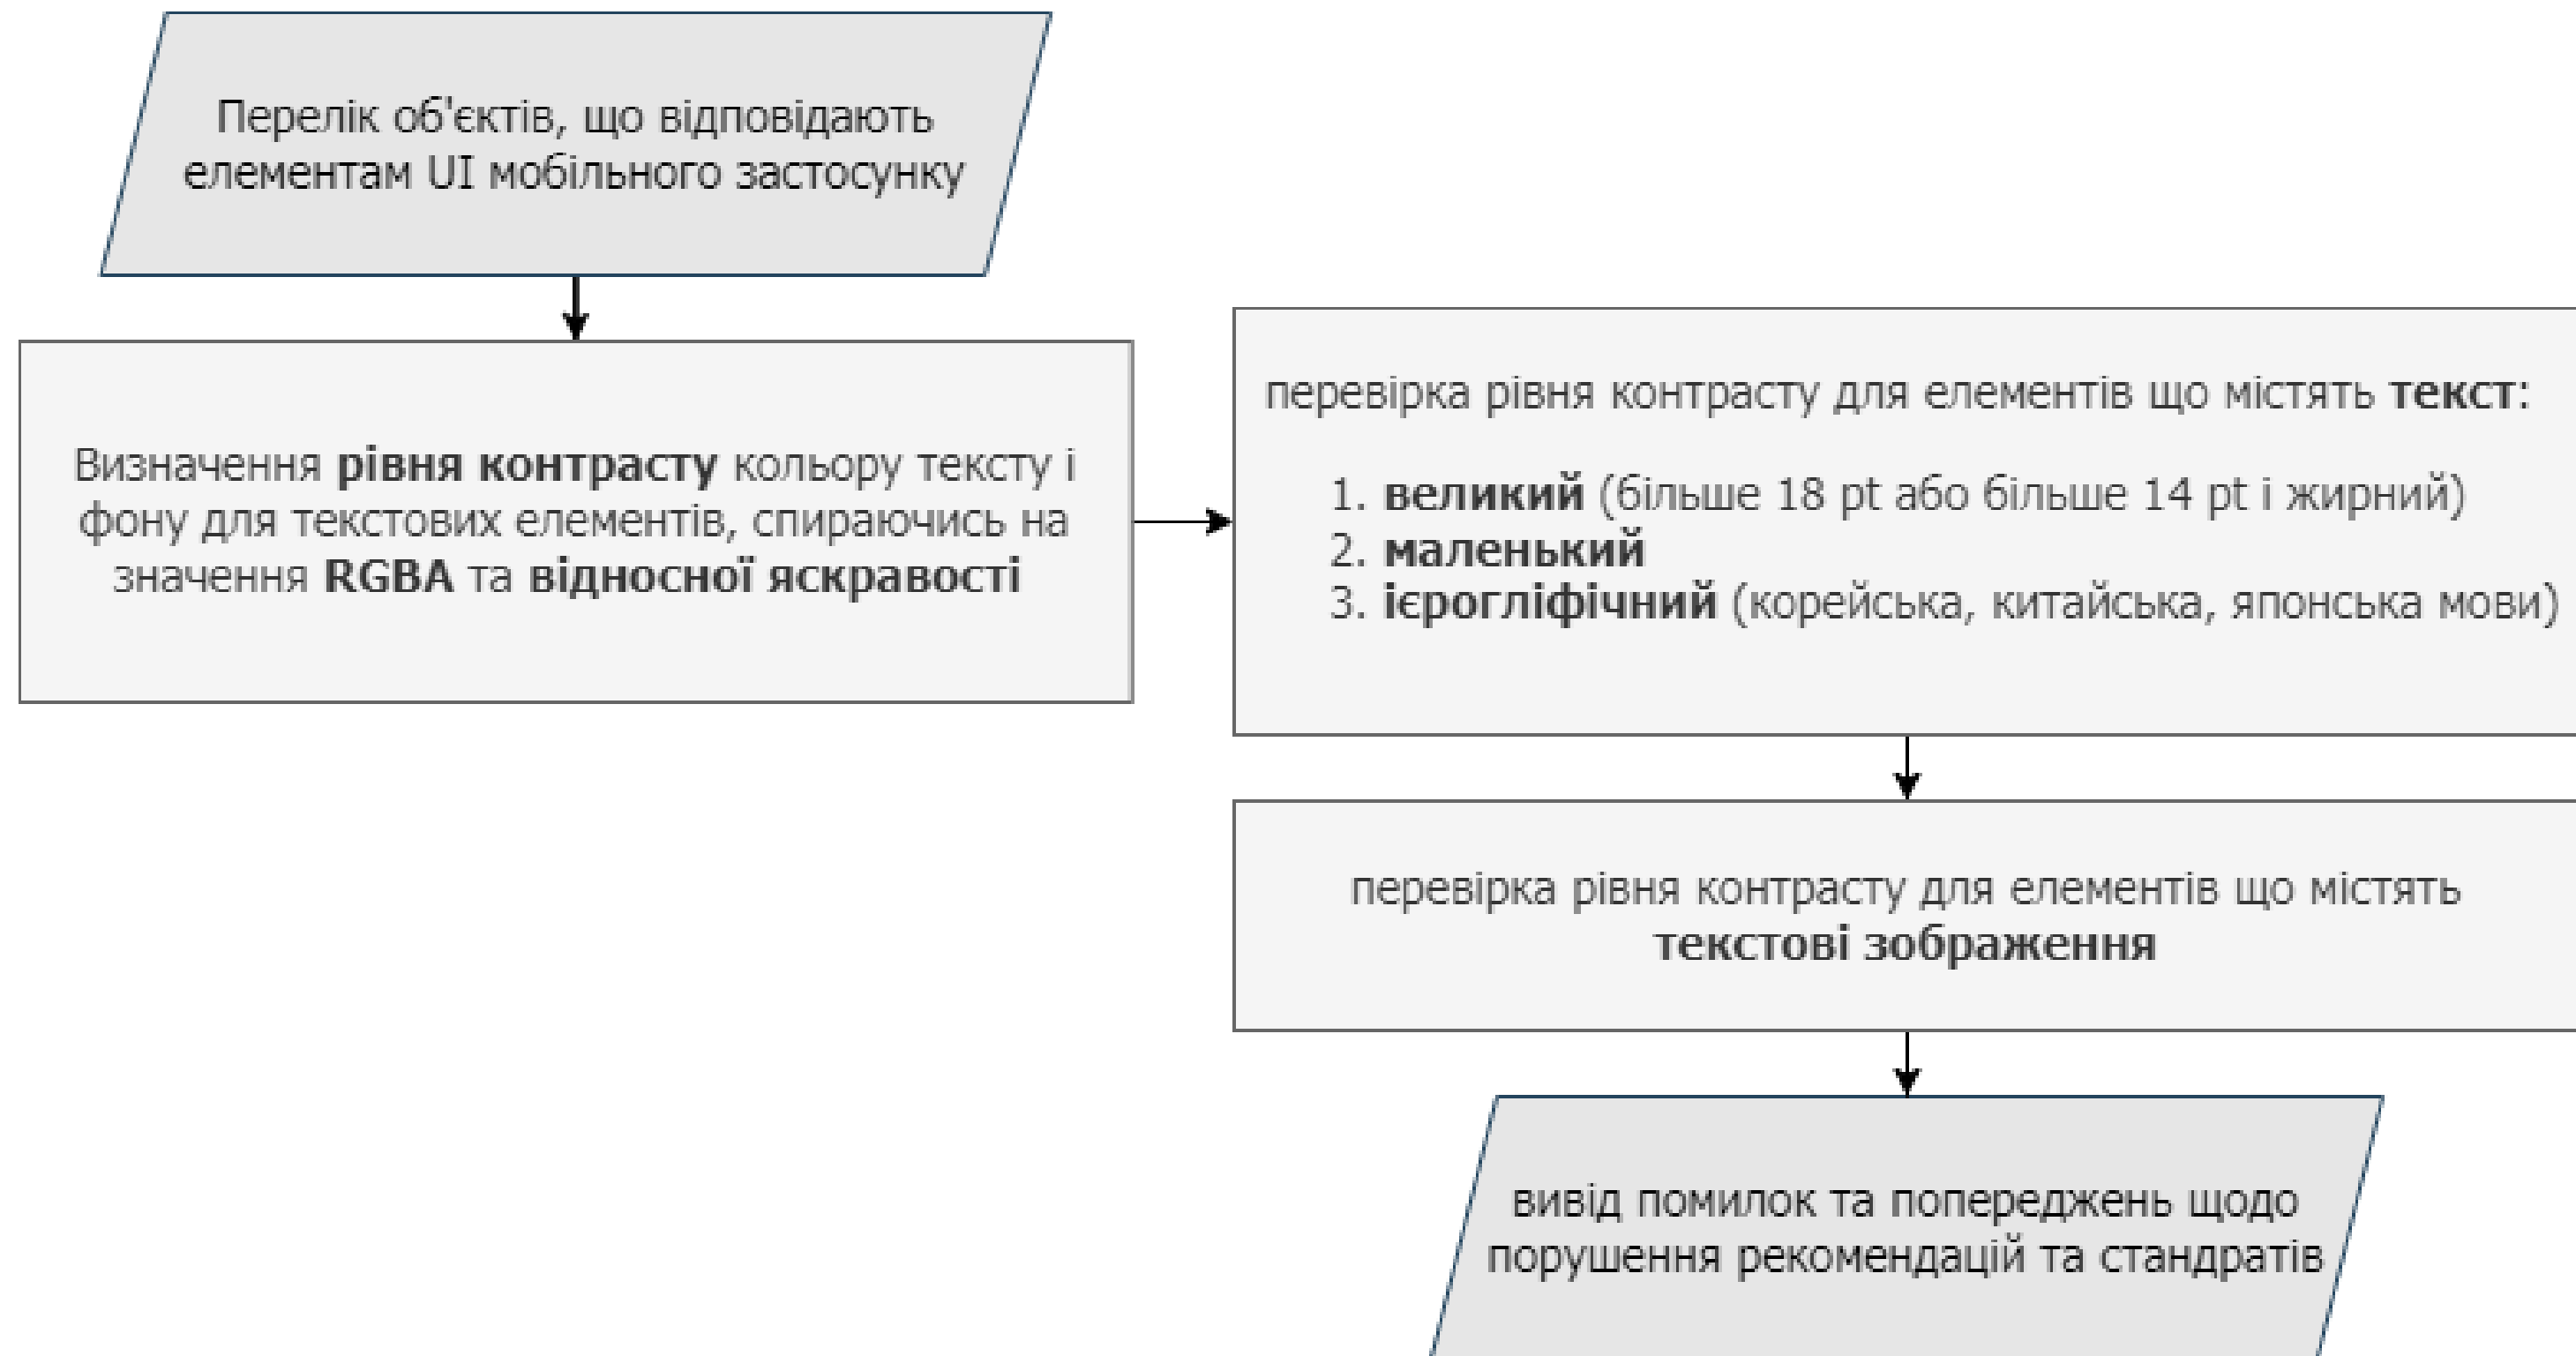 Перелік об'єктів, що відповідають
елементам UI мобільного застосунку
Визначення рівня контрасту кольору тексту і
фону для текстових елементів, спираючись на
значення RGBA та відносної яскравості
перевірка рівня контрасту для елементів що містять текст:
1. великий (більше 18 pt або більше 14 pt і жирний)
2. маленький
3. ієрогліфічний (корейська, китайська, японська мови)
перевірка рівня контрасту для елементів що містять
текстові зображення
вивід помилок та попереджень щодо
порушення рекомендацій та стандратів